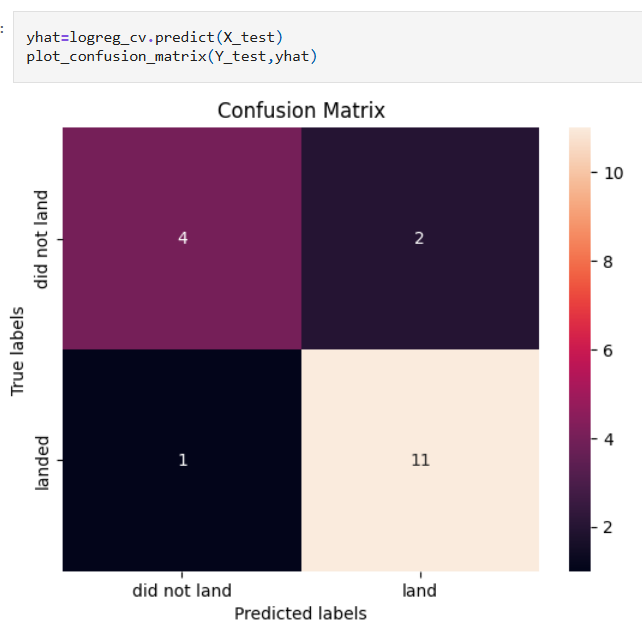 :
yhat=logreg_cv.predict(X_test)
plot_confusion_matrix(Y_test,yhat)
Confusion Matrix
True labels
did not land
landed
4
2
1
11
did not land
land
Predicted labels
10
8
6
4
2